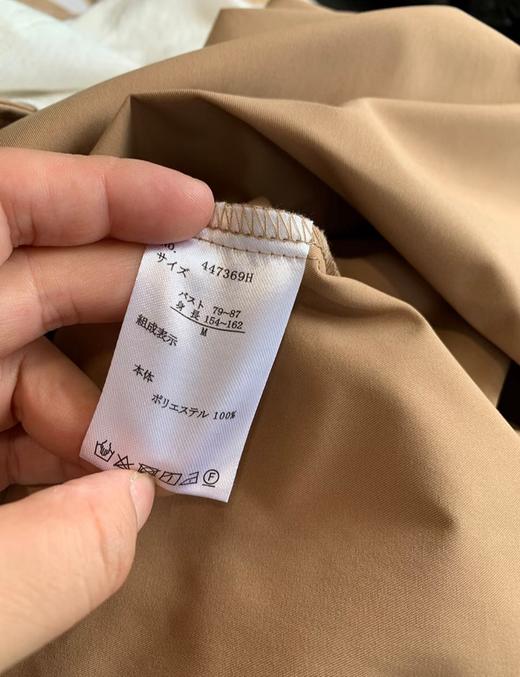 No.
447369H
サイズ
バスト 79~87
身長 154~162
M
組成表示
本体
ポリエステル 100%
F